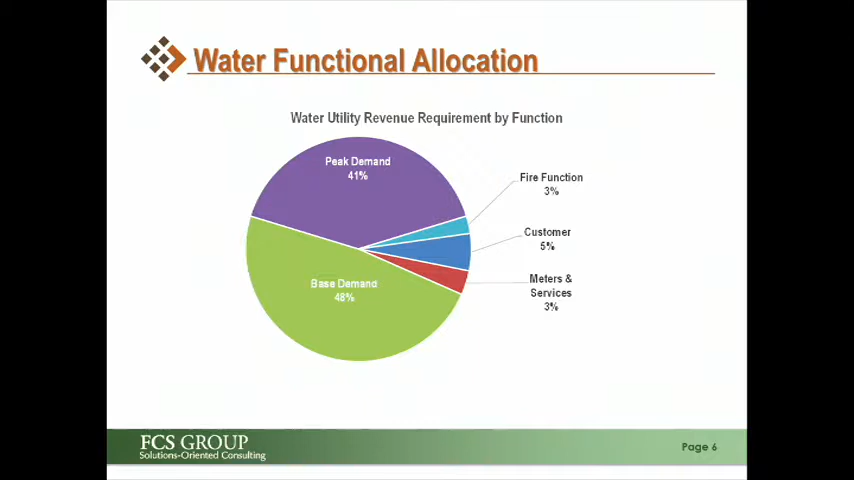 Water Functional Allocation
Water Utility Revenue Requirement by Function
Peak Demand
41%
Fire Function
3%
Customer
5%
Meters &
Services
3%
Base Demand
48%
FCS GROUP
Solutions-Oriented Consulting
Page 6